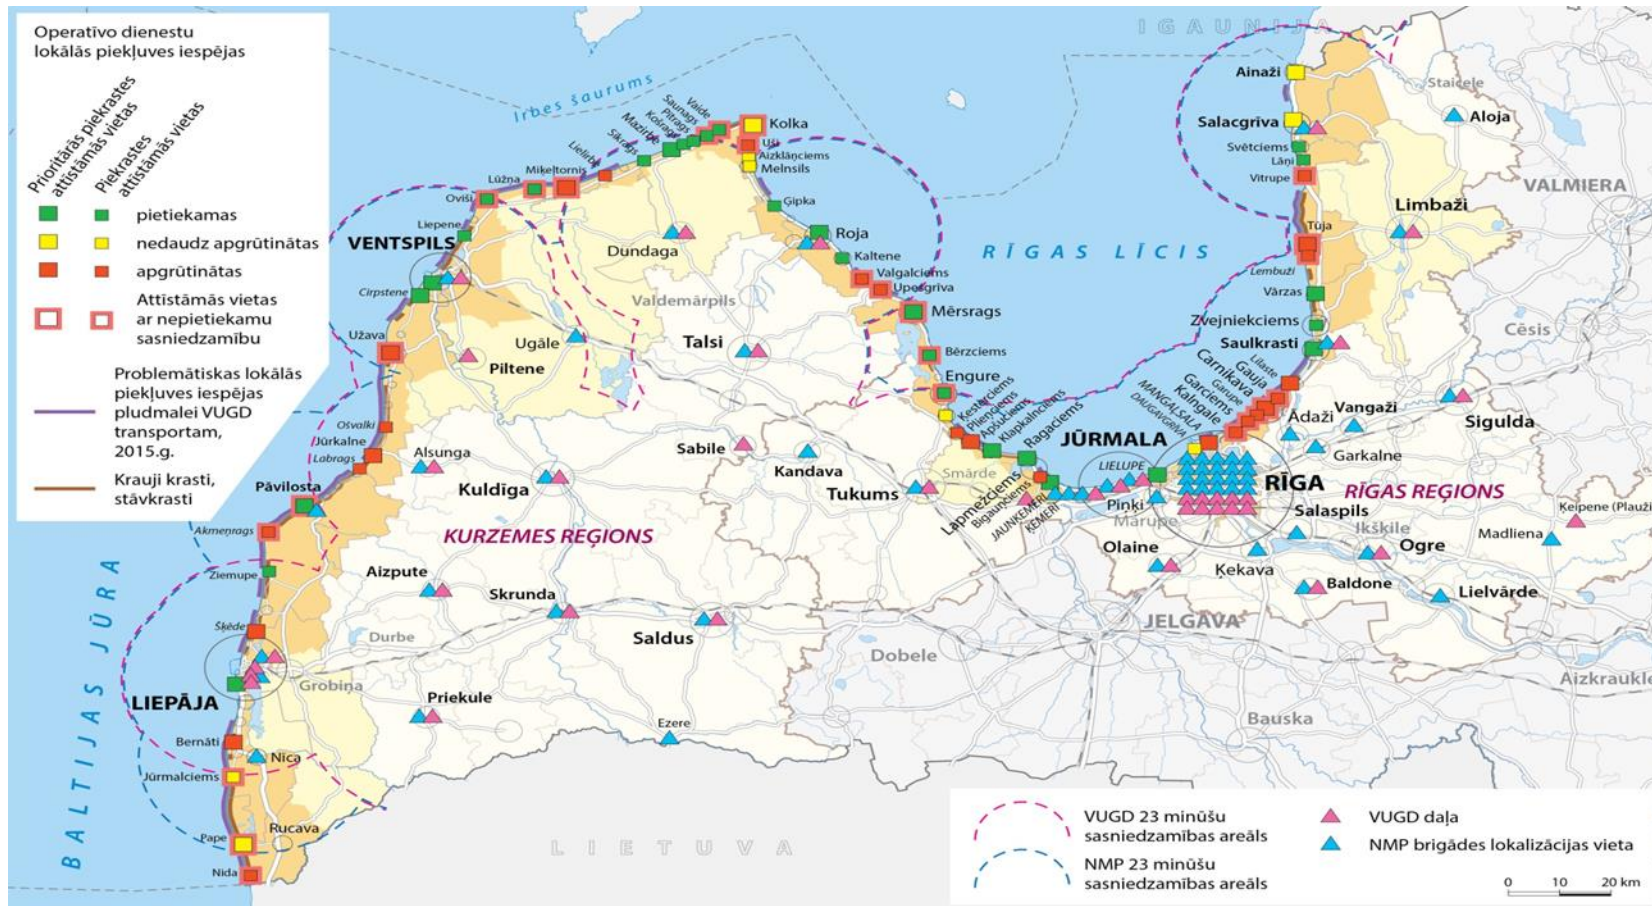 Operatīvo dienestu
lokālās piekļuves iespējas
Prioritārās piekrastes
attīstāmās vietas
Piekrastes
attīstāmās vietas
pietiekamas
nedaudz apgrūtinātas
apgrūtinātas
Attīstāmās vietas
ar nepietiekamu
sasniedzamību
Problemātiskas lokālās
piekļuves iespējas
pludmalei VUGD
transportam,
2015.g.
Krauji krasti,
stāvkrasti
IGAUNIJA
Irbes šaurums
RĪGAS LĪCIS
BALTIJAS JŪRA
LIETUVA
KURZEMES REĢIONS
RĪGAS REĢIONS
Ainaži
Staicele
Salacgrīva
Aloja
Svētciems
Lāņi
Vitrupe
VALMIERA
Limbaži
Tūja
Lembuži
Vārzas
Zvejniekciems
Cēsis
Saulkrasti
Lilaste
Gauja
Carnikava
Garupe
Garciems
Kalngale
MANGAĻSALA
DAUGAVGRĪVA
Ādaži
Vangaži
Sigulda
Garkalne
JŪRMALA
LIELUPE
RĪGA
Piņķi
Mārupe
Salaspils
Ikšķile
Ķeipene (Plauži)
Madliena
Olaine
Ķekava
Ogre
Baldone
Lielvārde
JELGAVA
Dobele
Bauska
Aizkraukle
Kolka
Vaide
Saunags
Pitrags
Košrags
Mazirbe
Sīkrags
Lielirbe
Uši
Aizklāņciems
Melnsils
Miķeļtornis
Lūžņa
Oviši
Liepene
VENTSPILS
Cirpstene
Ģipka
Dundaga
Roja
Kaltene
Valgalciems
Upesgrīva
Valdemārpils
Mērsrags
Užava
Ugāle
Piltene
Talsi
Bērzciems
Engure
Ķesterciems
Plieņciems
Apšuciems
Klapkalnciems
Ragaciems
Lapmežciems
Bigauņciems
JAUNĶEMERI
ĶEMERI
Smārde
Ošvalki
Jūrkalne
Labrags
Alsunga
Sabile
Kandava
Tukums
Kuldīga
Pāvilosta
Akmeņrags
Ziemupe
Aizpute
Skrunda
Šķēde
Durbe
Saldus
LIEPĀJA
Grobiņa
Priekule
Ezere
Bernāti
Nīca
Jūrmalciems
Pape
Rucava
Nida
VUGD 23 minūšu
sasniedzamības areāls
NMP 23 minūšu
sasniedzamības areāls
VUGD daļa
NMP brigādes lokalizācijas vieta
0 10 20 km